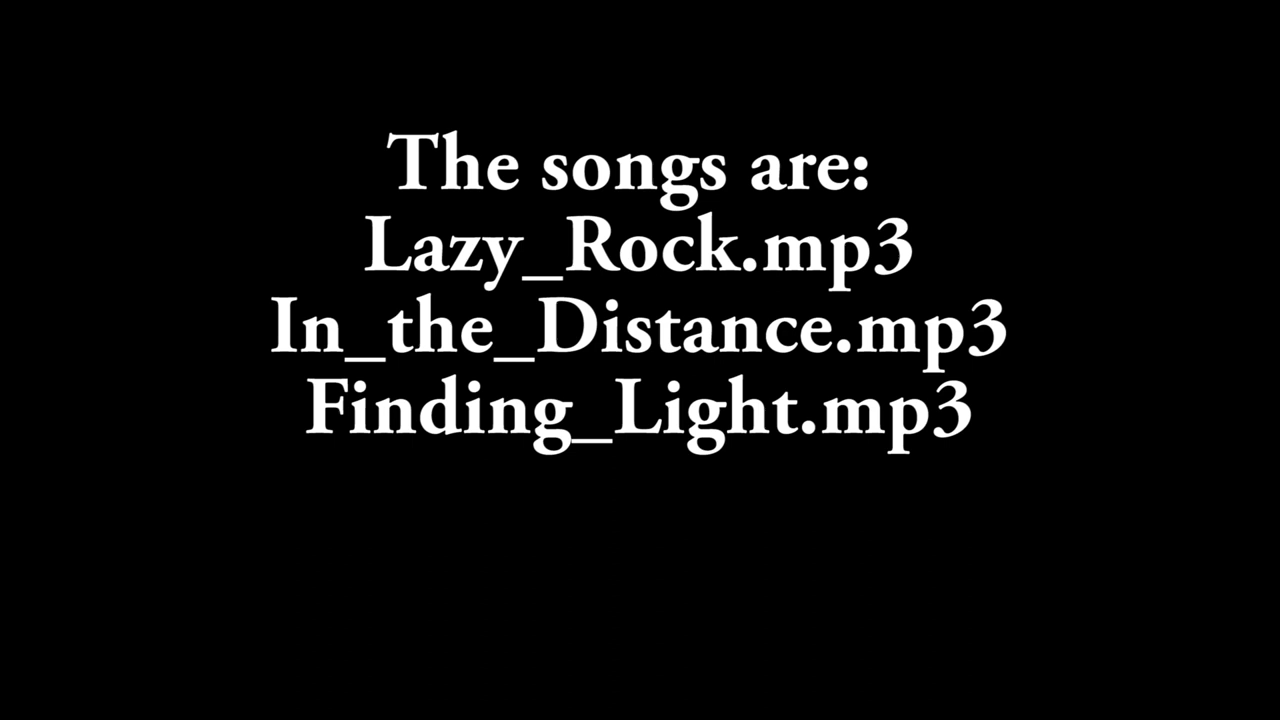 The songs are:
Lazy_Rock.mp3
In_the_Distance.mp3
Finding_Light.mp3